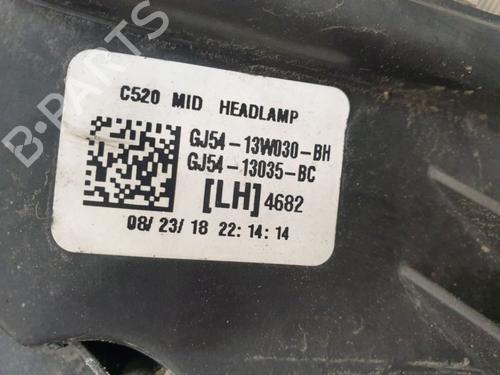 C520 MID HEADLAMP
GJ54-13W030-BH
GJ54-13035-BC
[LH] 4682
08/23/18 22:14:14
B-PARTS